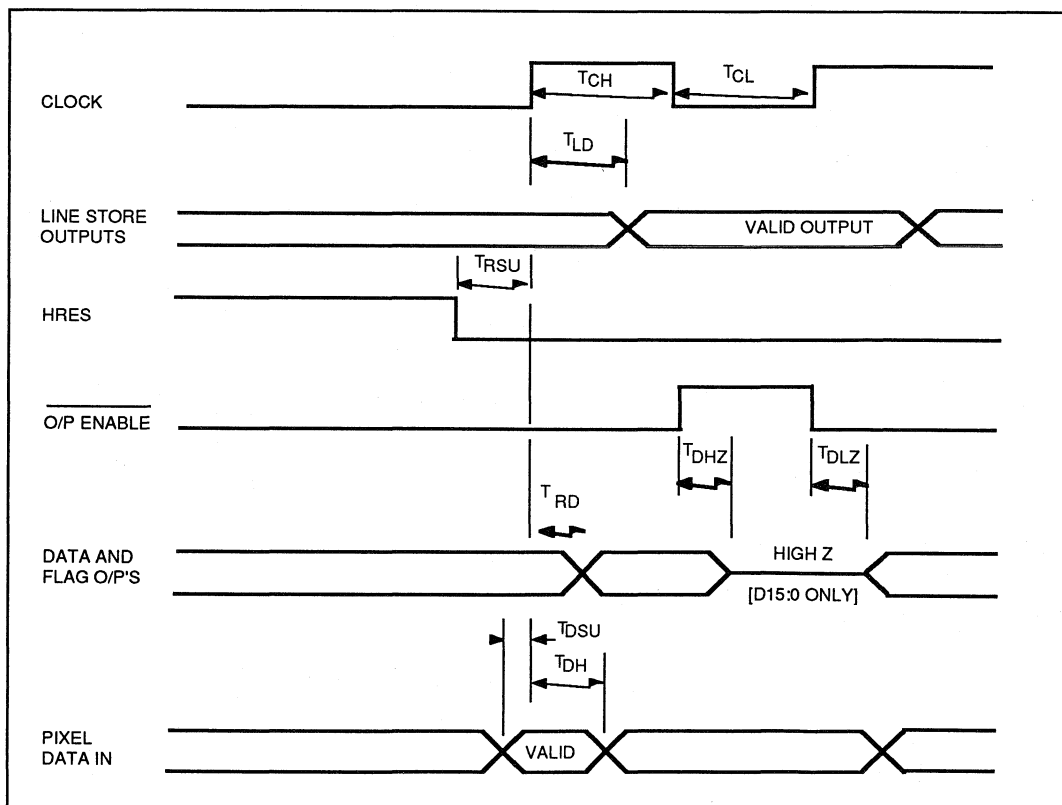 CLOCK
TCH
TCL
TLD
LINE STORE
OUTPUTS
VALID OUTPUT
TRSU
HRES
O/P ENABLE
TDHZ
TDLZ
T RD
DATA AND
FLAG O/P'S
HIGH Z
[D15:0 ONLY]
TDSU
TDH
PIXEL
DATA IN
VALID